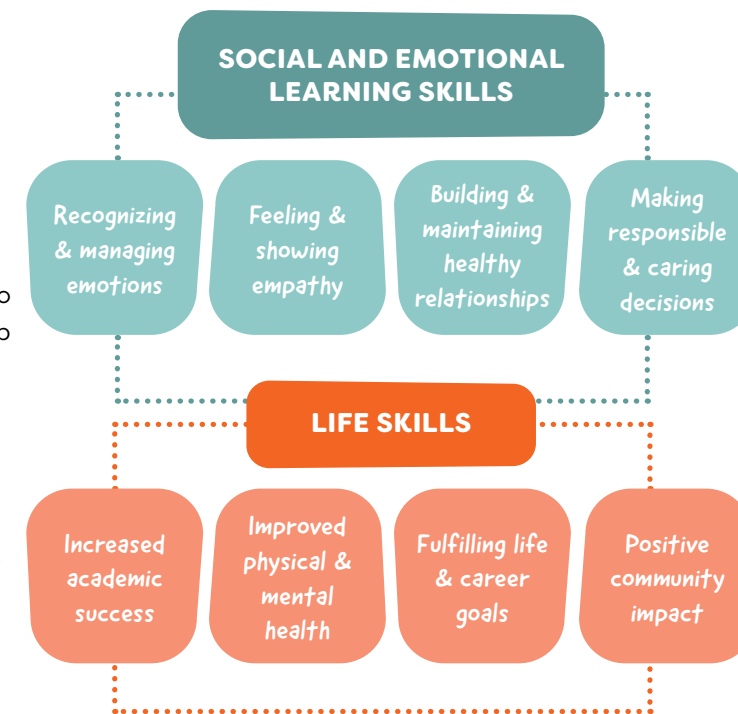 SOCIAL AND EMOTIONAL
LEARNING SKILLS
Recognizing
& managing
emotions
Feeling &
showing
empathy
Building &
maintaining
healthy
relationships
Making
responsible
& caring
decisions
LIFE SKILLS
Increased
academic
success
Improved
physical &
mental
health
Fulfilling life
& career
goals
Positive
community
impact